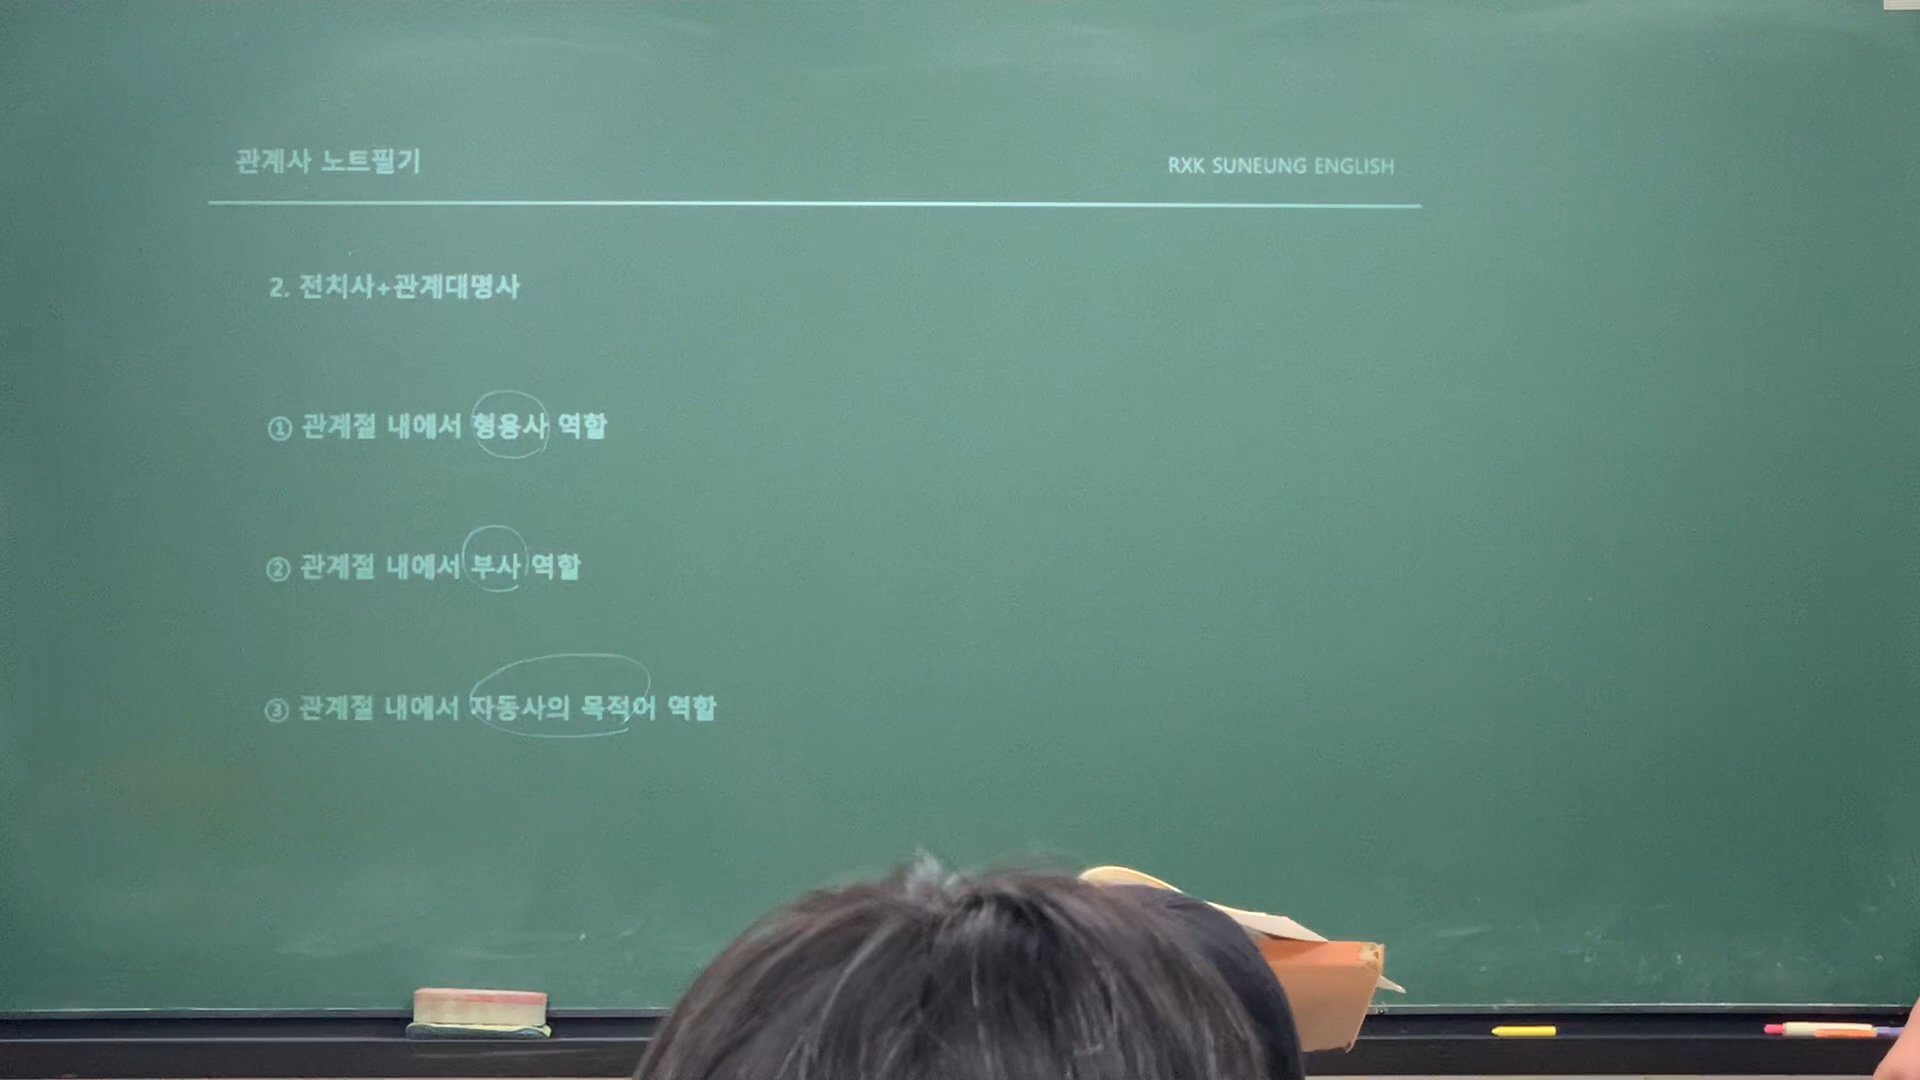 관계사 노트필기
RXK SUNEUNG ENGLISH
2. 전치사+관계대명사
① 관계절 내에서 형용사 역할
② 관계절 내에서 부사 역할
③ 관계절 내에서 자동사의 목적어 역할